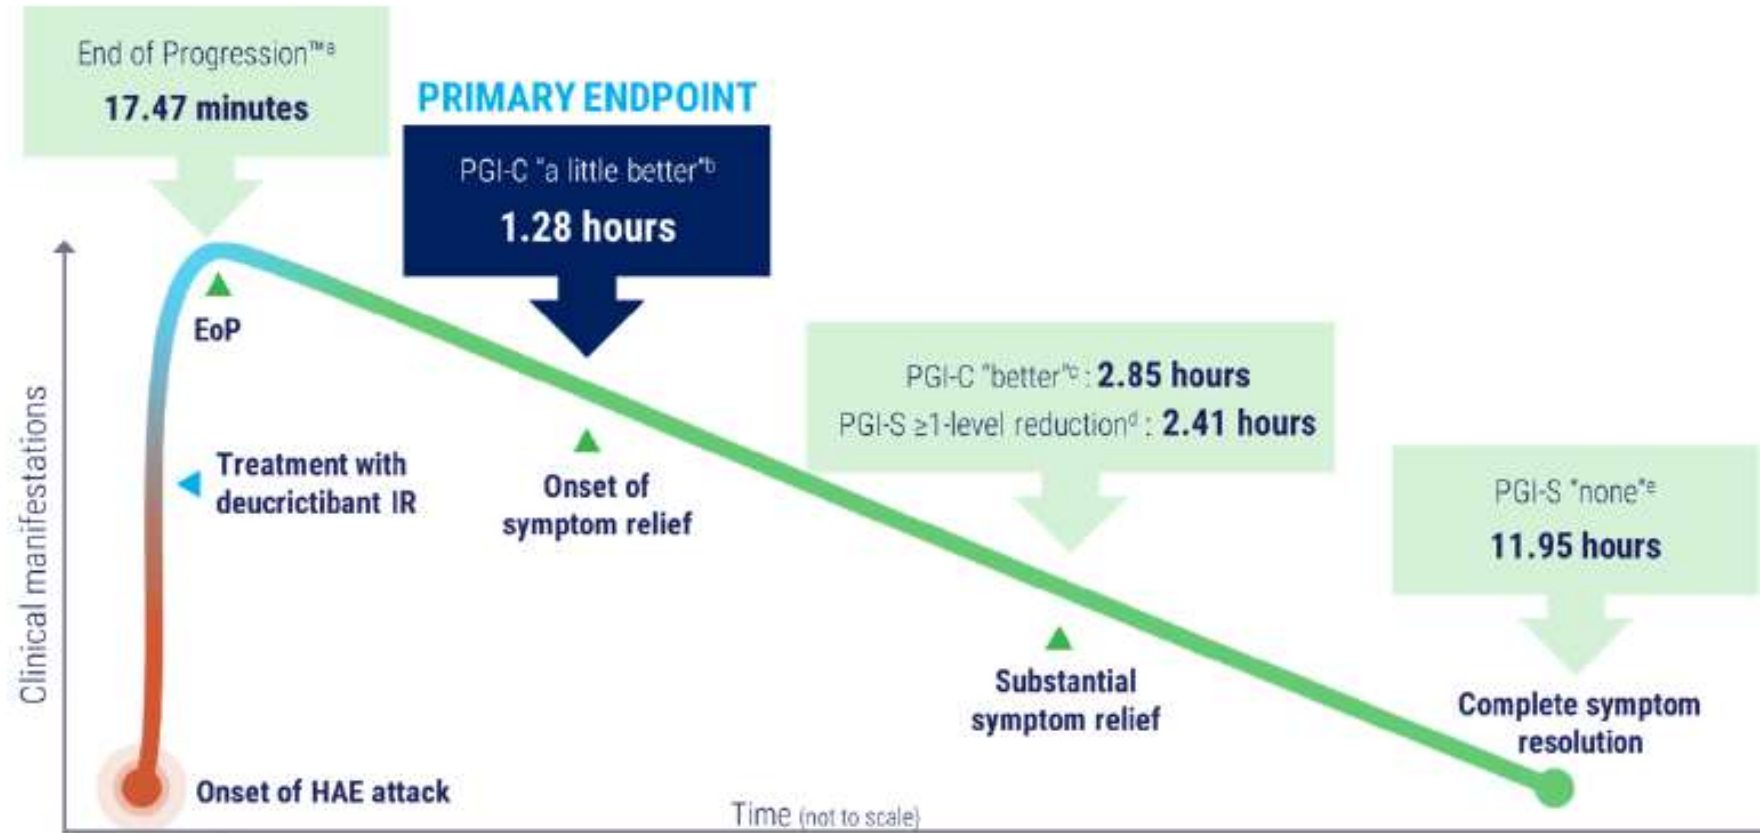 End of Progression™ᵃ
17.47 minutes
PRIMARY ENDPOINT
PGI-C "a little better"ᵇ
1.28 hours
EoP
PGI-C "better"ᶜ : 2.85 hours
PGI-S ≥1-level reductionᵈ : 2.41 hours
PGI-S "none"ᵉ
11.95 hours
Treatment with
deucrictibant IR
Onset of
symptom relief
Substantial
symptom relief
Complete symptom
resolution
Onset of HAE attack
Clinical manifestations
Time (not to scale)